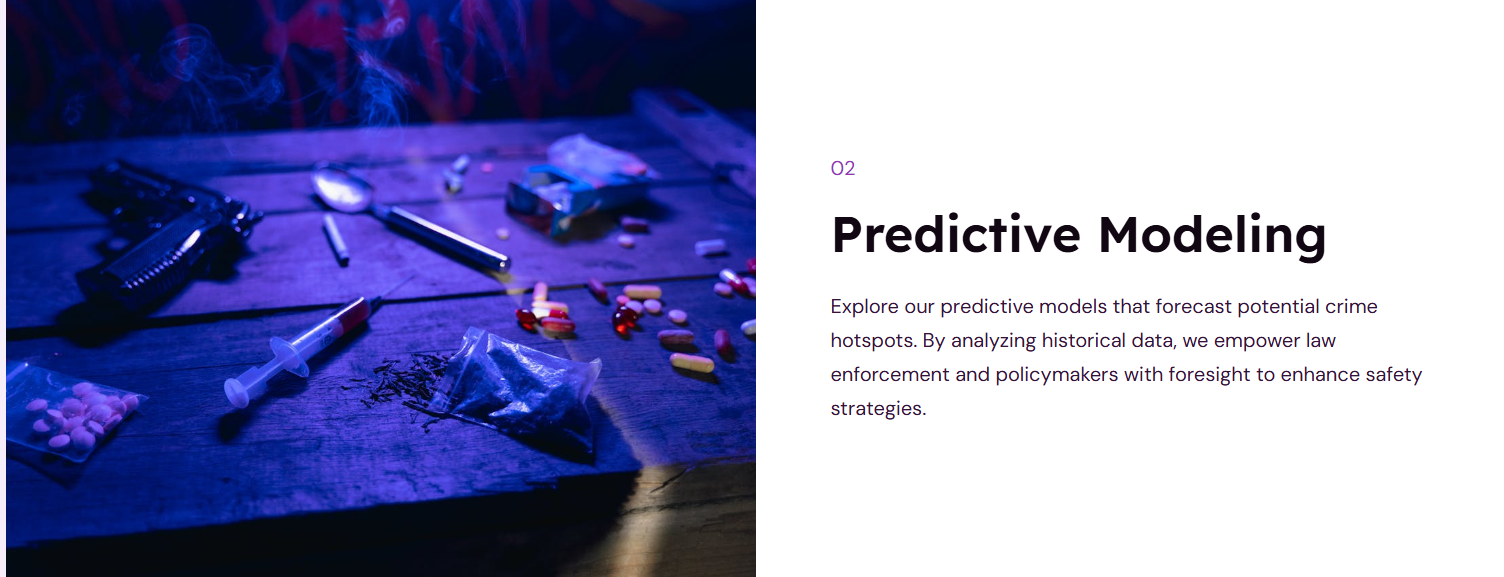 02
Predictive Modeling
Explore our predictive models that forecast potential crime
hotspots. By analyzing historical data, we empower law
enforcement and policymakers with foresight to enhance safety
strategies.